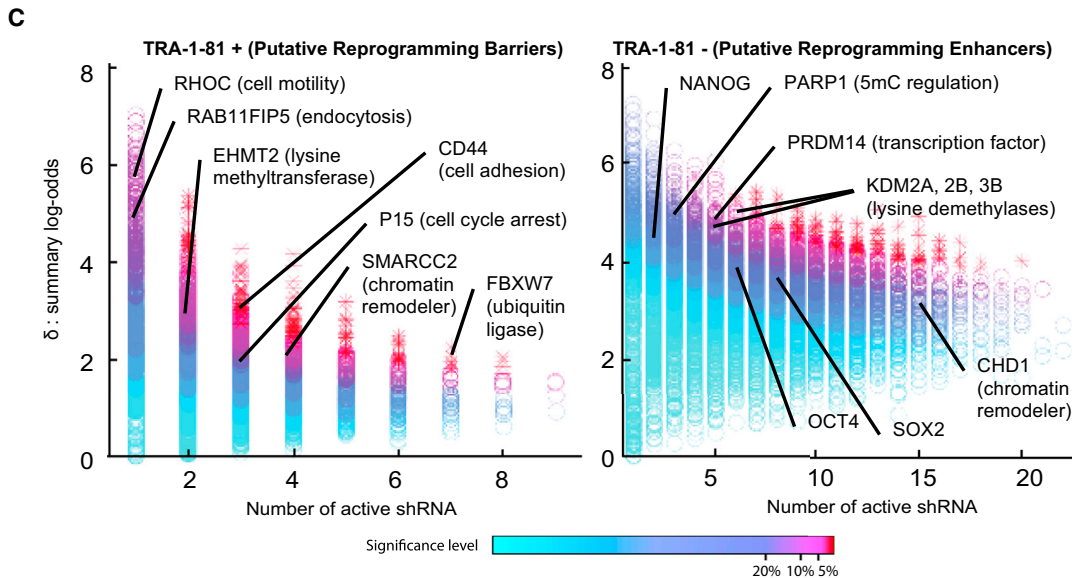 C
TRA-1-81 + (Putative Reprogramming Barriers)
δ : summary log-odds
8
6
4
2
0
RHOC (cell motility)
RAB11FIP5 (endocytosis)
EHMT2 (lysine
methyltransferase)
CD44
(cell adhesion)
P15 (cell cycle arrest)
SMARCC2
(chromatin
remodeler)
FBXW7
(ubiquitin
ligase)
2
4
6
8
Number of active shRNA
TRA-1-81 - (Putative Reprogramming Enhancers)
8
6
4
2
0
NANOG
PARP1 (5mC regulation)
PRDM14 (transcription factor)
KDM2A, 2B, 3B
(lysine demethylases)
CHD1
(chromatin
remodeler)
OCT4
SOX2
5
10
15
20
Number of active shRNA
Significance level
20%
10%
5%